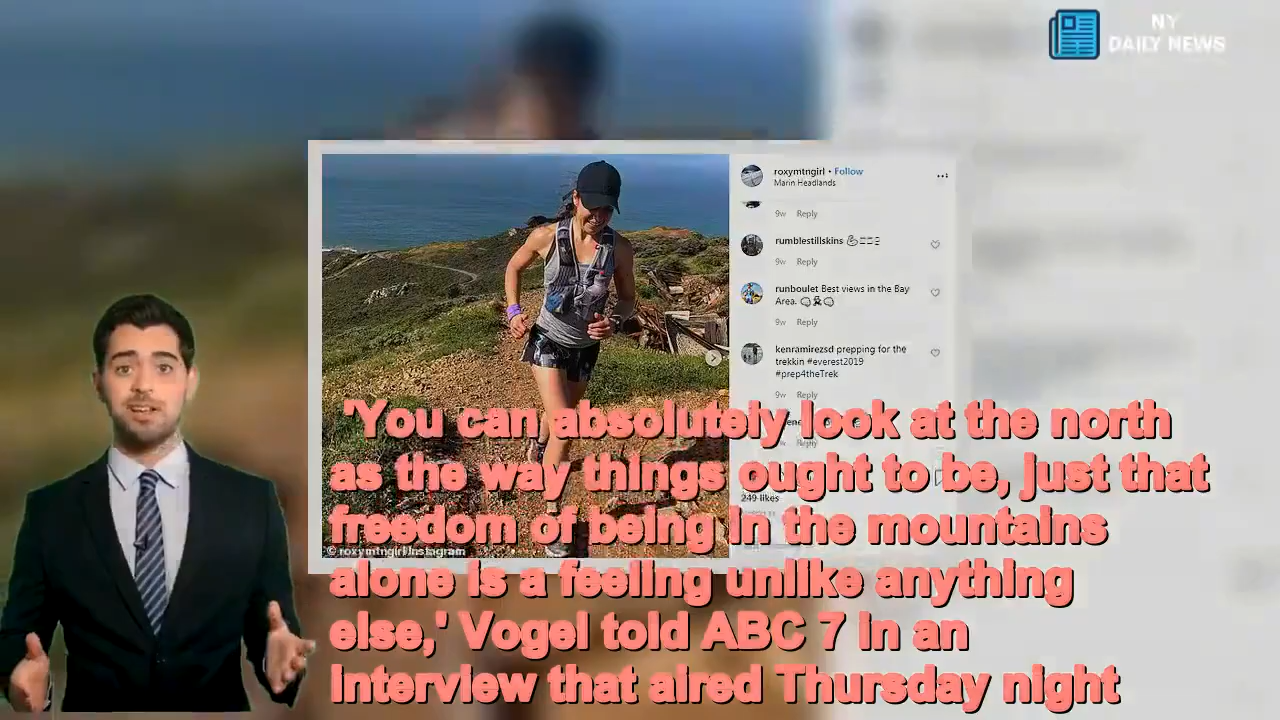 NY
DAILY NEWS
roxymtngirl • Follow
Marin Headlands
9w Reply
rumblestillskins
9w Reply
runboulet Best views in the Bay
Area.
9w Reply
kenramirezsd prepping for the
trekkin #everest2019
#prep4theTrek
9w Reply
Reply
249 likes
© roxymtngirl/Instagram
'You can absolutely look at the north
as the way things ought to be, just that
freedom of being in the mountains
alone is a feeling unlike anything
else,' Vogel told ABC 7 in an
interview that aired Thursday night